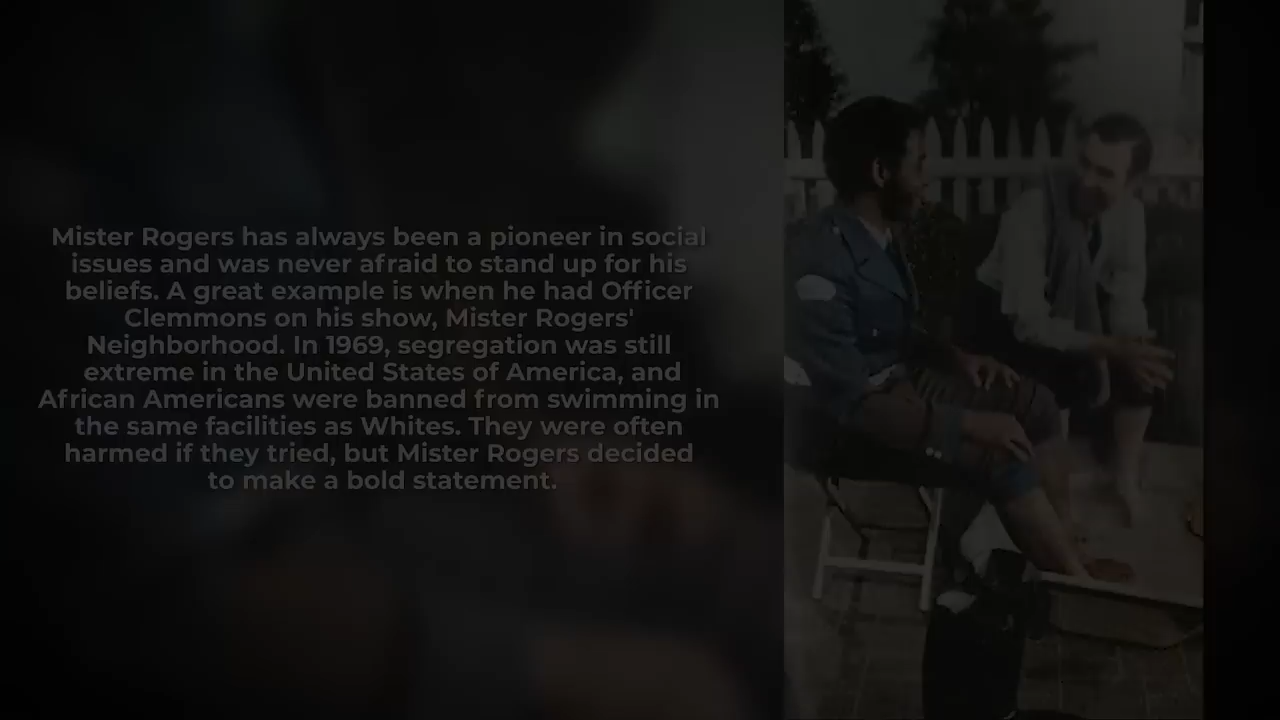 Mister Rogers has always been a pioneer in social
issues and was never afraid to stand up for his
beliefs. A great example is when he had Officer
Clemmons on his show, Mister Rogers'
Neighborhood. In 1969, segregation was still
extreme in the United States of America, and
African Americans were banned from swimming in
the same facilities as Whites. They were often
harmed if they tried, but Mister Rogers decided
to make a bold statement.